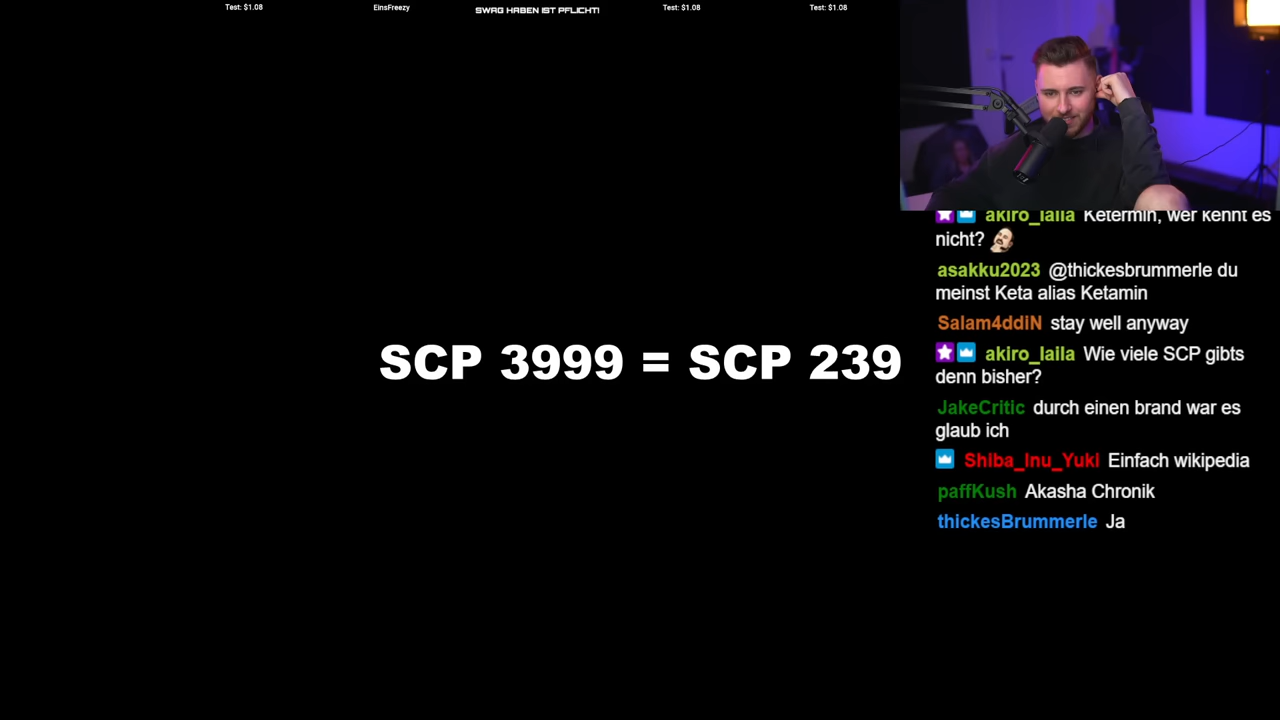 Test: $1.08
EinsFreezy
SWAG HABEN IST PFLICHT!
Test: $1.08
Test: $1.08
akiro_laila Ketermin, wer kennt es
nicht?
asakku2023 @thickesbrummerle du
meinst Keta alias Ketamin
Salam4ddiN stay well anyway
akiro_laila Wie viele SCP gibts
denn bisher?
JakeCritic durch einen brand war es
glaub ich
Shiba_Inu_Yuki Einfach wikipedia
paffKush Akasha Chronik
thickesBrummerle Ja
SCP 3999 = SCP 239